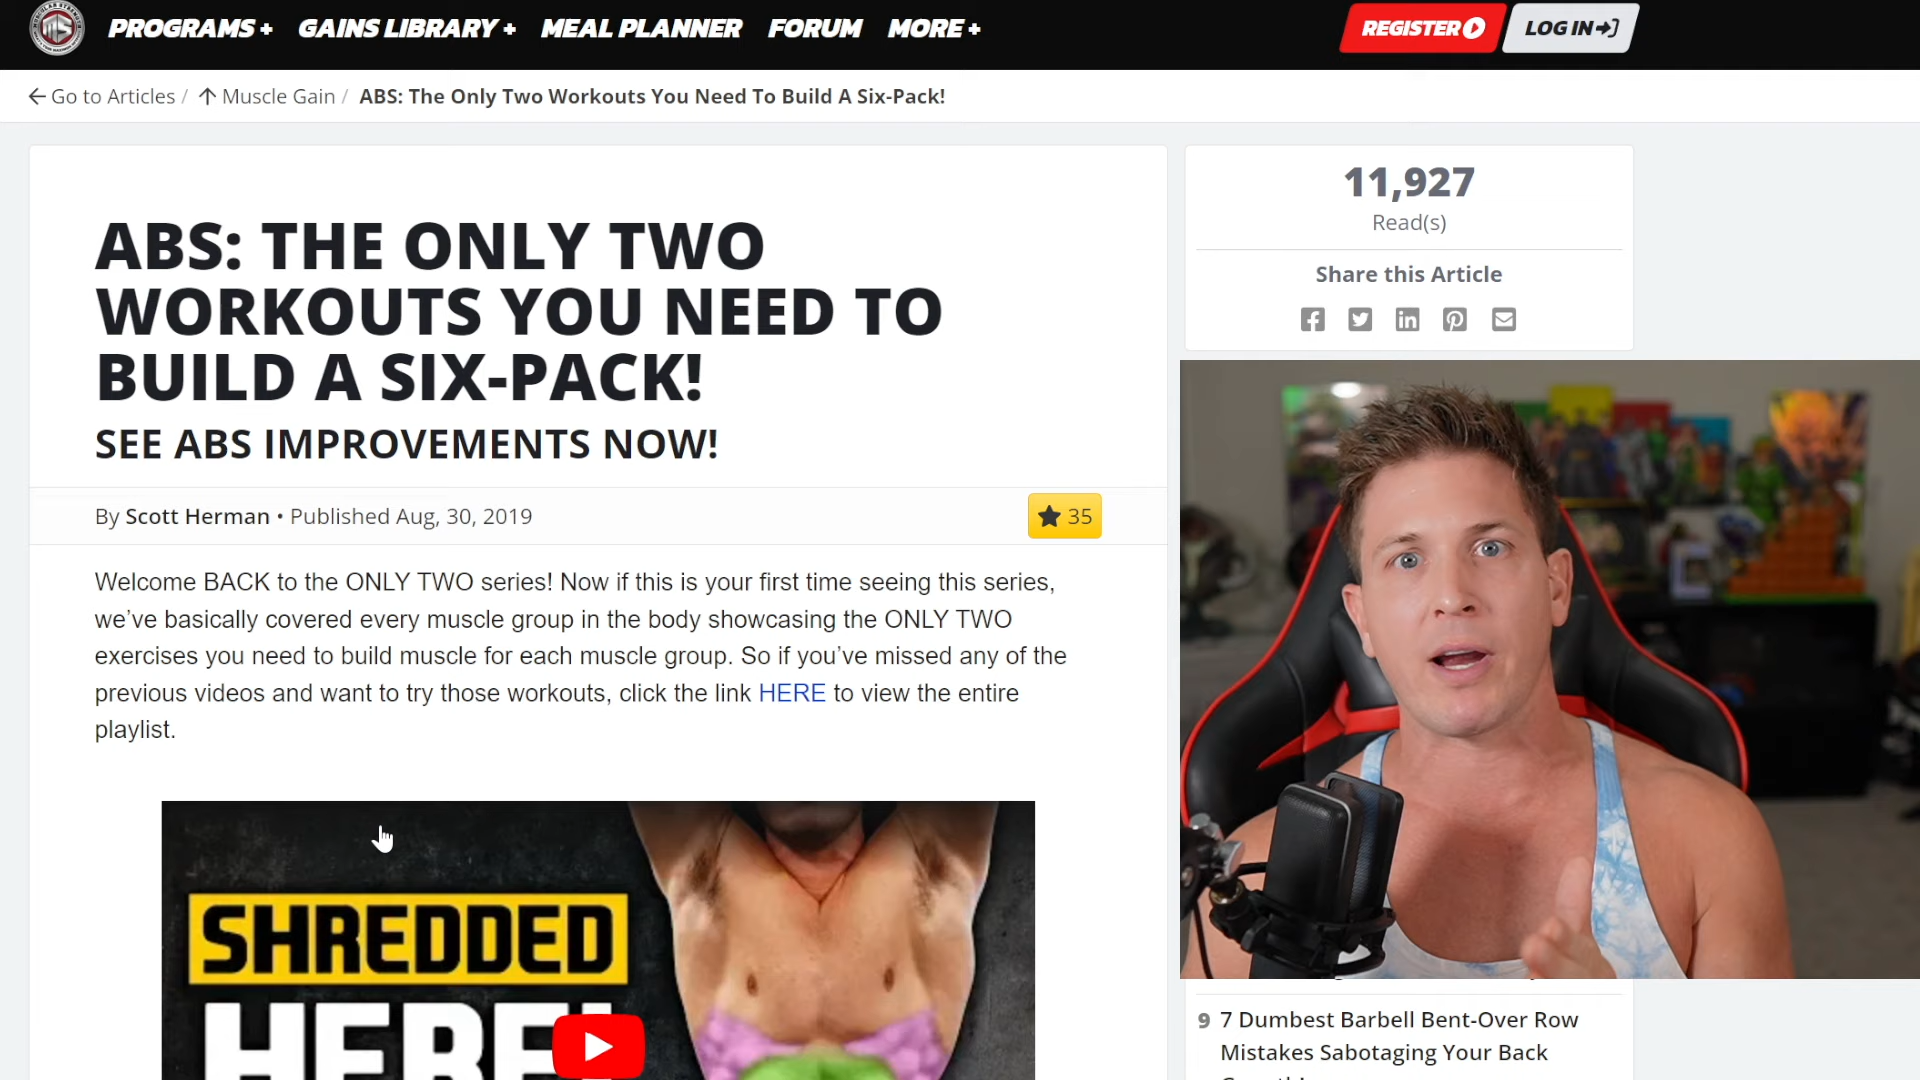 PROGRAMS + GAINS LIBRARY + MEAL PLANNER FORUM MORE + REGISTER LOG IN
Go to Articles / Muscle Gain / ABS: The Only Two Workouts You Need To Build A Six-Pack!
ABS: THE ONLY TWO
WORKOUTS YOU NEED TO
BUILD A SIX-PACK!
SEE ABS IMPROVEMENTS NOW!
By Scott Herman • Published Aug, 30, 2019
35
Welcome BACK to the ONLY TWO series! Now if this is your first time seeing this series,
we’ve basically covered every muscle group in the body showcasing the ONLY TWO
exercises you need to build muscle for each muscle group. So if you’ve missed any of the
previous videos and want to try those workouts, click the link HERE to view the entire
playlist.
SHREDDED
HERE!
11,927
Read(s)
Share this Article
9 7 Dumbest Barbell Bent-Over Row
Mistakes Sabotaging Your Back